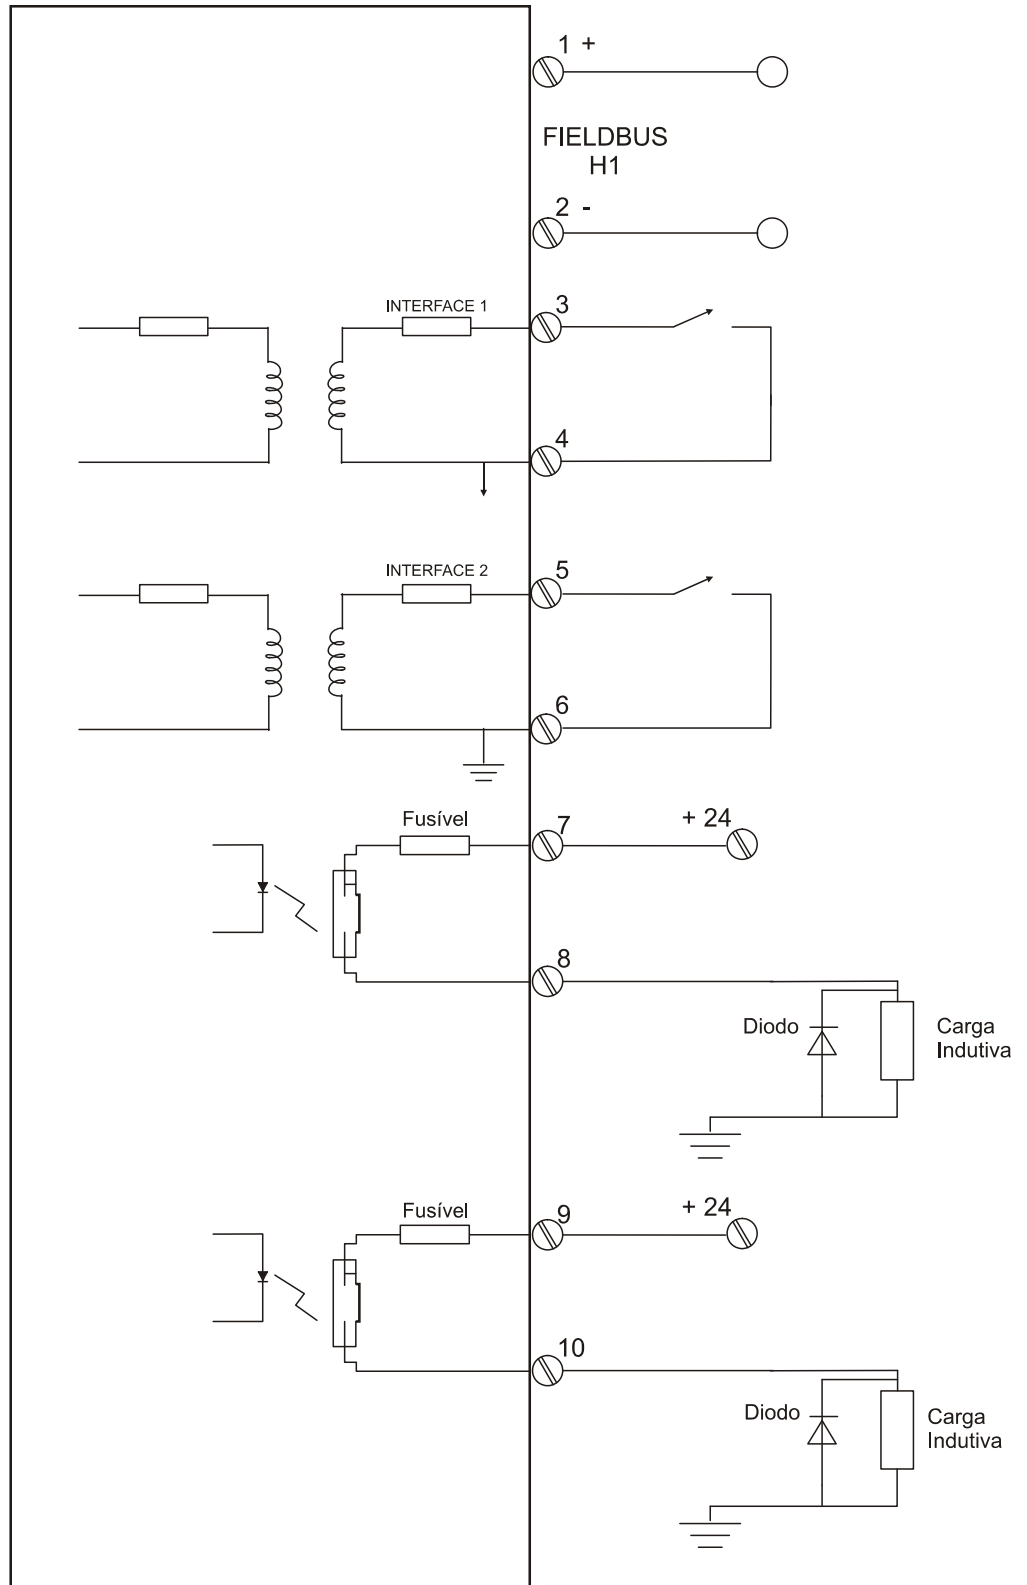 1 +
FIELDBUS
H1
2 -
INTERFACE 1
3
4
INTERFACE 2
5
6
Fusível
7
+ 24
8
Diodo
Carga
Indutiva
Fusível
9
+ 24
10
Diodo
Carga
Indutiva